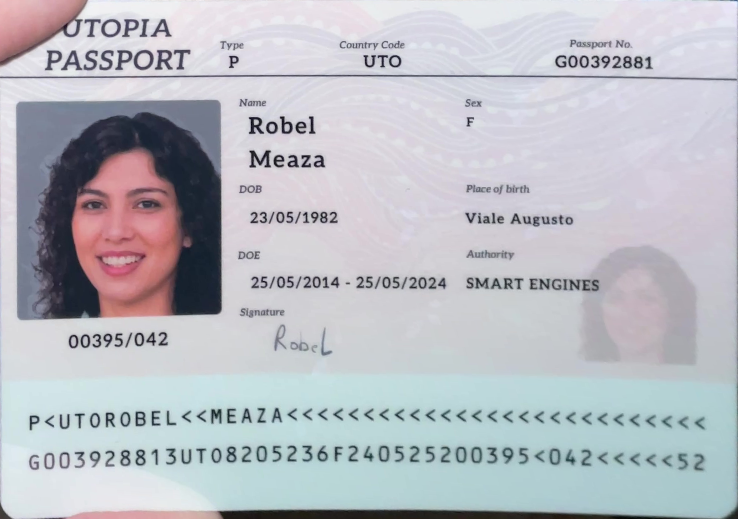 UTOPIA
PASSPORT
Type Country Code Passport No.
P UTO G00392881
Name Sex
Robel F
Meaza
DOB Place of birth
23/05/1982 Viale Augusto
DOE Authority
25/05/2014 - 25/05/2024 SMART ENGINES
Signature
Robel
00395/042
P<UTOROBEL<<MEAZA<<<<<<<<<<<<<<<<<<<<<<<<<<<
G003928813UTO8205236F240525200395<042<<<<<52